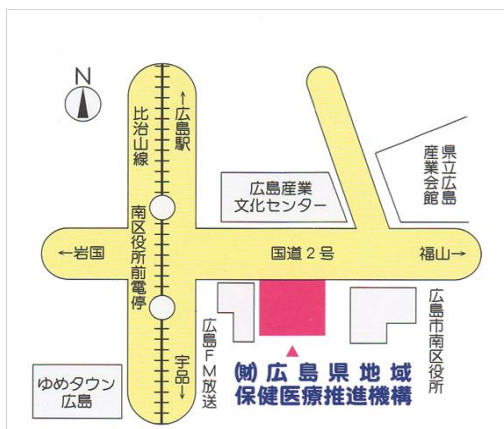 N
比治山線
←広島駅
南区役所前電停
県立広島
産業会館
広島産業
文化センター
←岩国
国道2号
福山→
広島FM放送
広島市南区役所
宇品→
ゆめタウン
広島
㈶広島県地域
保健医療推進機構